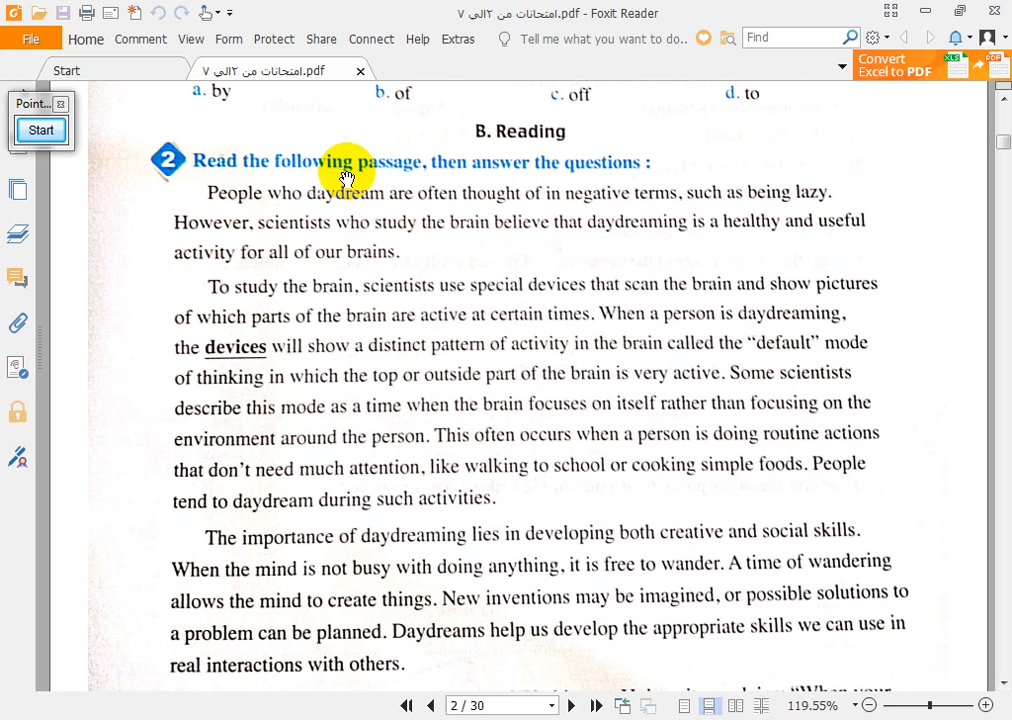 امتحانات من ٢الي ٧.pdf - Foxit Reader
File Home Comment View Form Protect Share Connect Help Extras Tell me what you want to do.. Find
Start امتحانات من ٢الي ٧.pdf Convert Excel to PDF
Point...
Start
a. by b. of c. off d. to
B. Reading
2 Read the following passage, then answer the questions :
People who daydream are often thought of in negative terms, such as being lazy.
However, scientists who study the brain believe that daydreaming is a healthy and useful
activity for all of our brains.
To study the brain, scientists use special devices that scan the brain and show pictures
of which parts of the brain are active at certain times. When a person is daydreaming,
the devices will show a distinct pattern of activity in the brain called the “default” mode
of thinking in which the top or outside part of the brain is very active. Some scientists
describe this mode as a time when the brain focuses on itself rather than focusing on the
environment around the person. This often occurs when a person is doing routine actions
that don’t need much attention, like walking to school or cooking simple foods. People
tend to daydream during such activities.
The importance of daydreaming lies in developing both creative and social skills.
When the mind is not busy with doing anything, it is free to wander. A time of wandering
allows the mind to create things. New inventions may be imagined, or possible solutions to
a problem can be planned. Daydreams help us develop the appropriate skills we can use in
real interactions with others.
2 / 30 119.55%